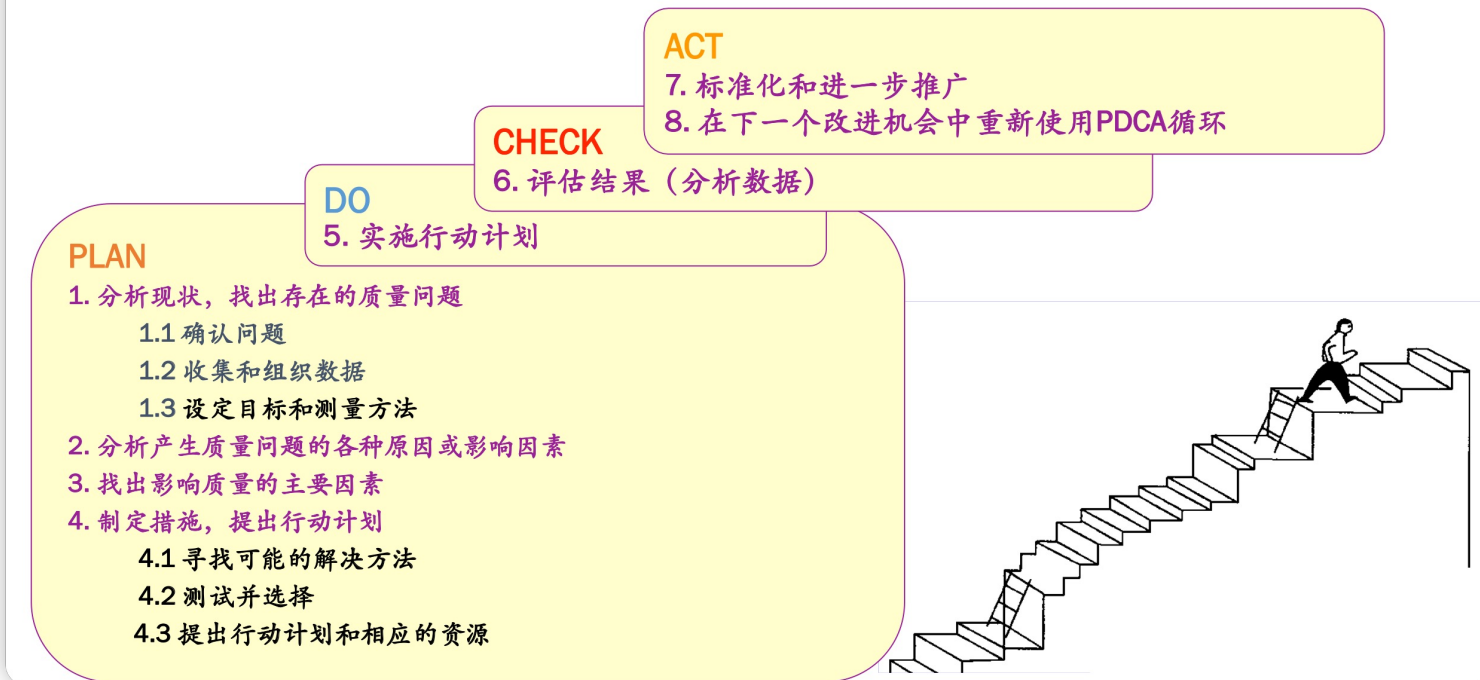 ACT
7. 标准化和进一步推广
8. 在下一个改进机会中重新使用PDCA循环
CHECK
6. 评估结果（分析数据）
DO
5. 实施行动计划
PLAN
1. 分析现状，找出存在的质量问题
1.1 确认问题
1.2 收集和组织数据
1.3 设定目标和测量方法
2. 分析产生质量问题的各种原因或影响因素
3. 找出影响质量的主要因素
4. 制定措施，提出行动计划
4.1 寻找可能的解决方法
4.2 测试并选择
4.3 提出行动计划和相应的资源